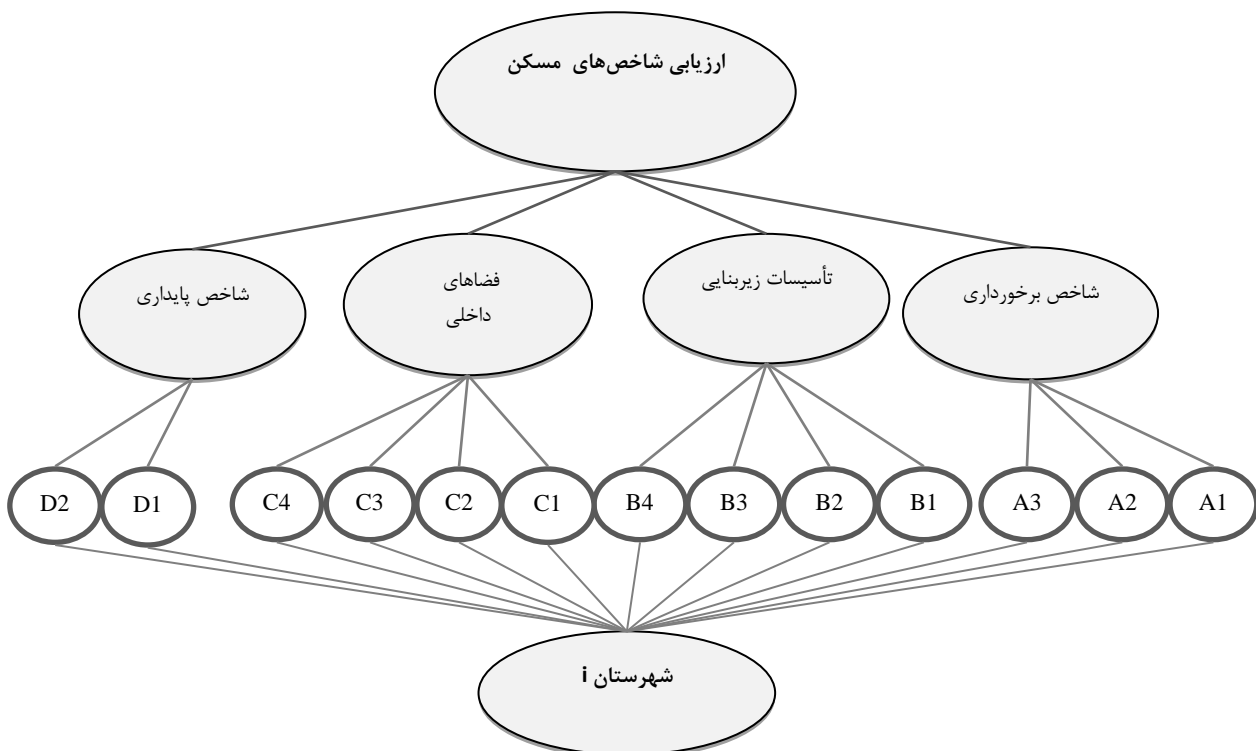 ارزیابی شاخص‌های مسکن
شاخص برخورداری
تأسیسات زیربنایی
فضاهای
داخلی
شاخص پایداری
A1
A2
A3
B1
B2
B3
B4
C1
C2
C3
C4
D1
D2
شهرستان i